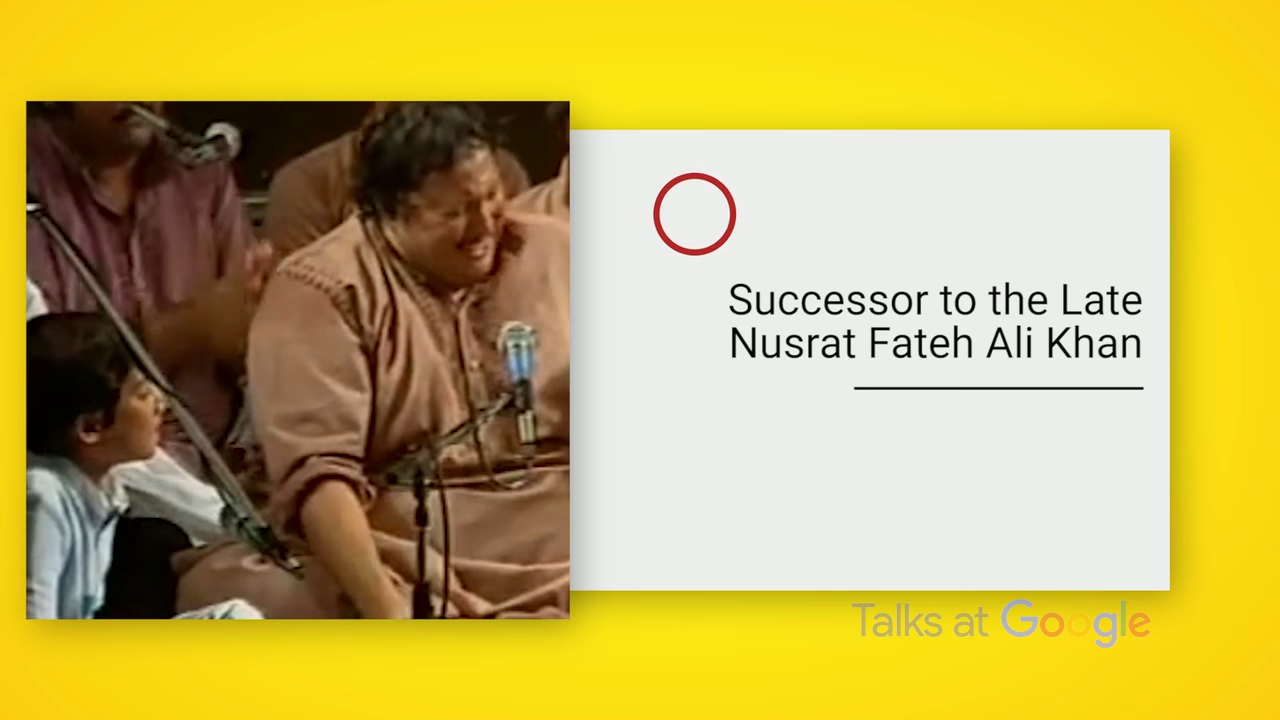 Successor to the Late
Nusrat Fateh Ali Khan
Talks at Google